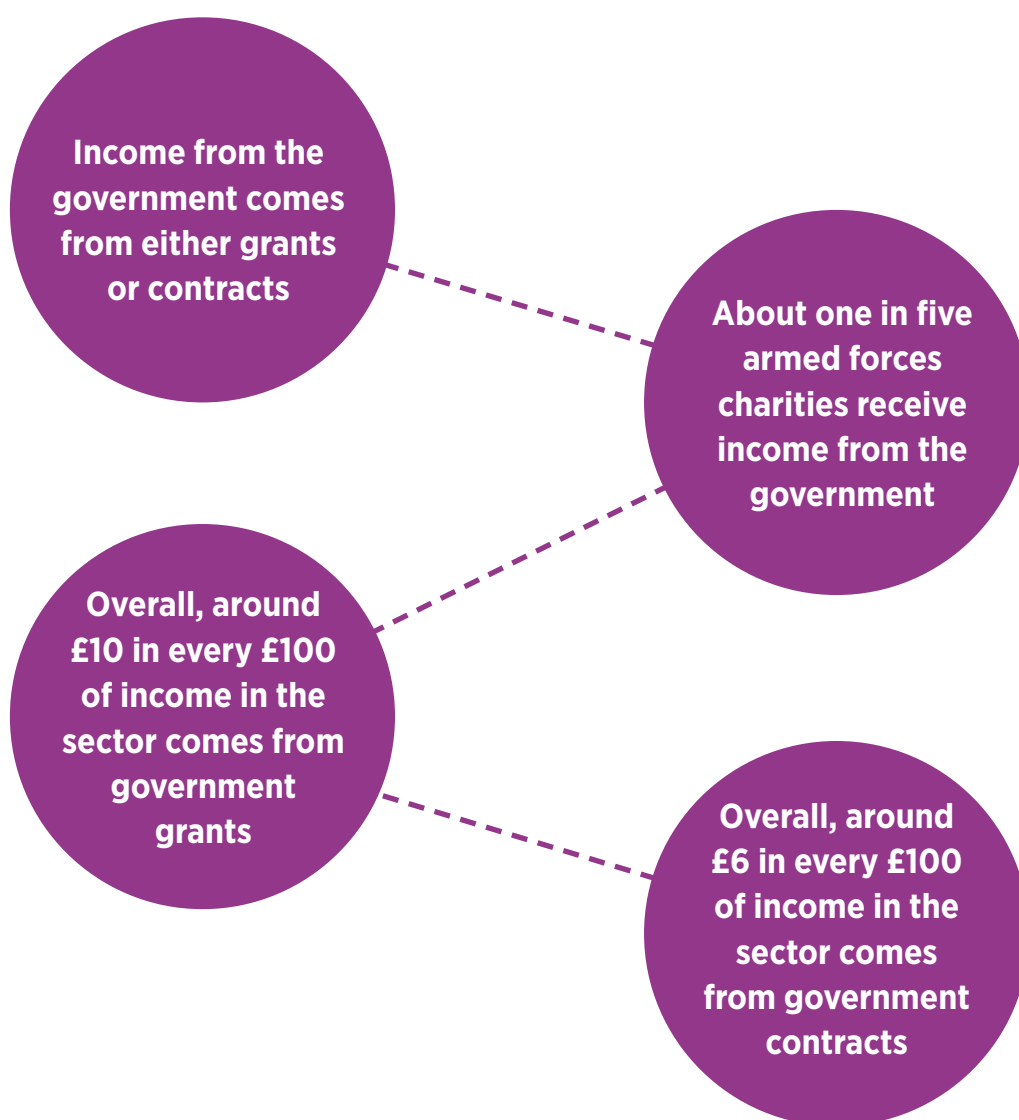 Income from the
government comes
from either grants
or contracts
About one in five
armed forces
charities receive
income from the
government
Overall, around
£10 in every £100
of income in the
sector comes from
government
grants
Overall, around
£6 in every £100
of income in the
sector comes
from government
contracts